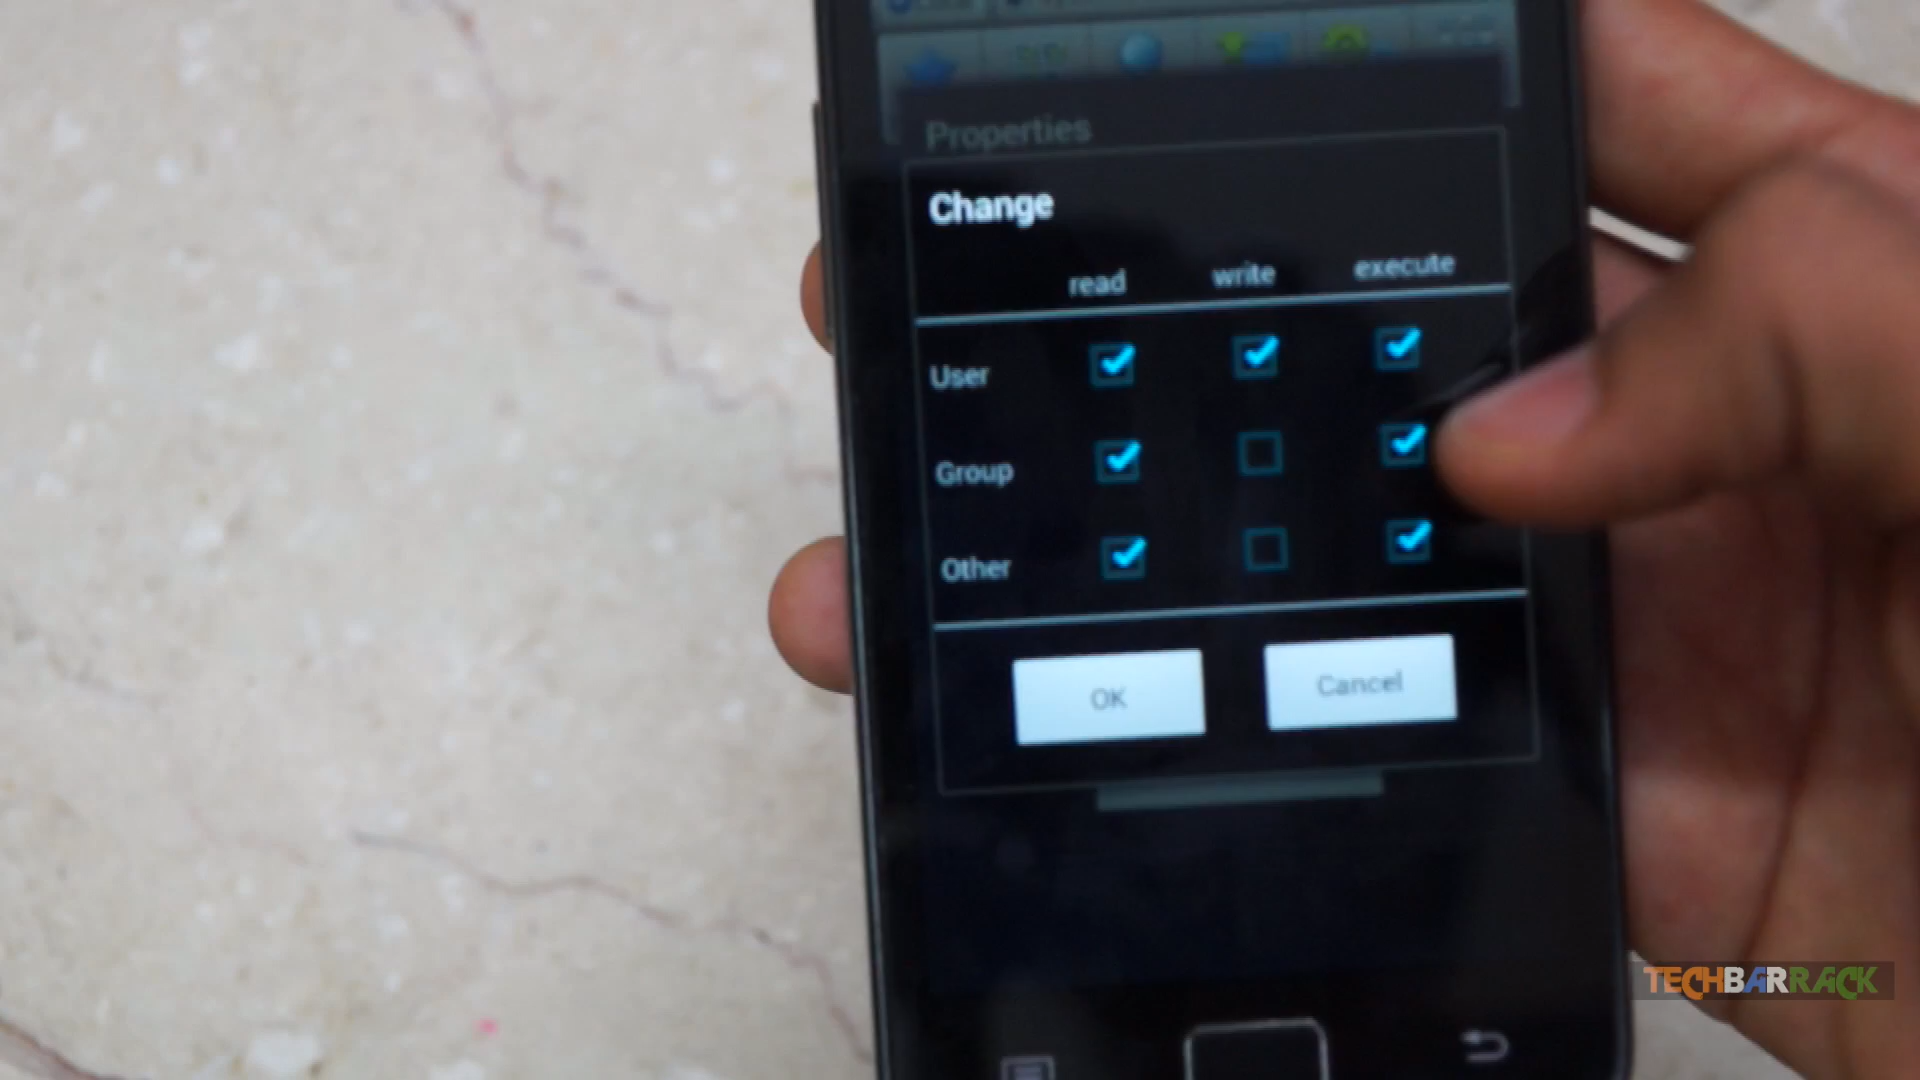 Properties
Change
read write execute
User
Group
Other
OK Cancel
TECHBARRACK